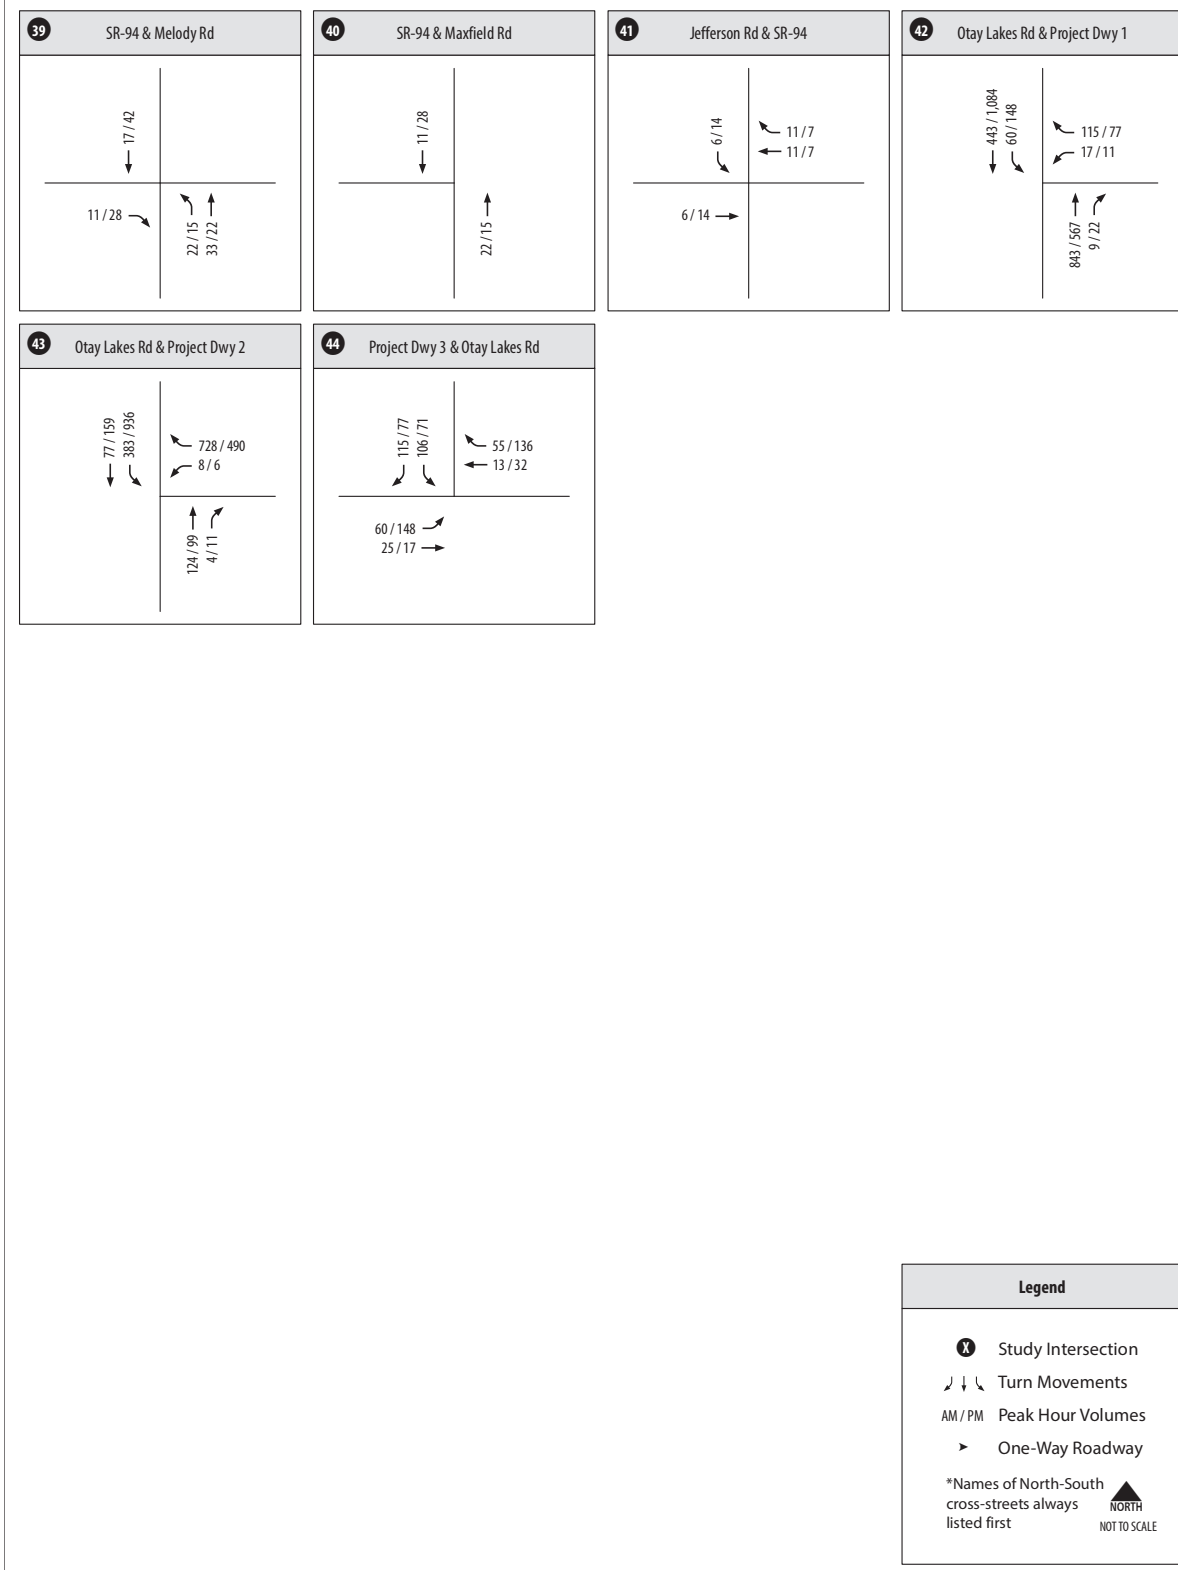 39 SR-94 & Melody Rd
17 / 42
11 / 28
22 / 15
33 / 22
40 SR-94 & Maxfield Rd
11 / 28
22 / 15
41 Jefferson Rd & SR-94
6 / 14
11 / 7
11 / 7
6 / 14
42 Otay Lakes Rd & Project Dwy 1
443 / 1,084
60 / 148
115 / 77
17 / 11
843 / 567
9 / 22
43 Otay Lakes Rd & Project Dwy 2
77 / 159
383 / 936
728 / 490
8 / 6
124 / 99
4 / 11
44 Project Dwy 3 & Otay Lakes Rd
115 / 77
106 / 71
55 / 136
13 / 32
60 / 148
25 / 17
Legend
X Study Intersection
Turn Movements
AM / PM Peak Hour Volumes
One-Way Roadway
*Names of North-South
cross-streets always
listed first
NORTH
NOT TO SCALE